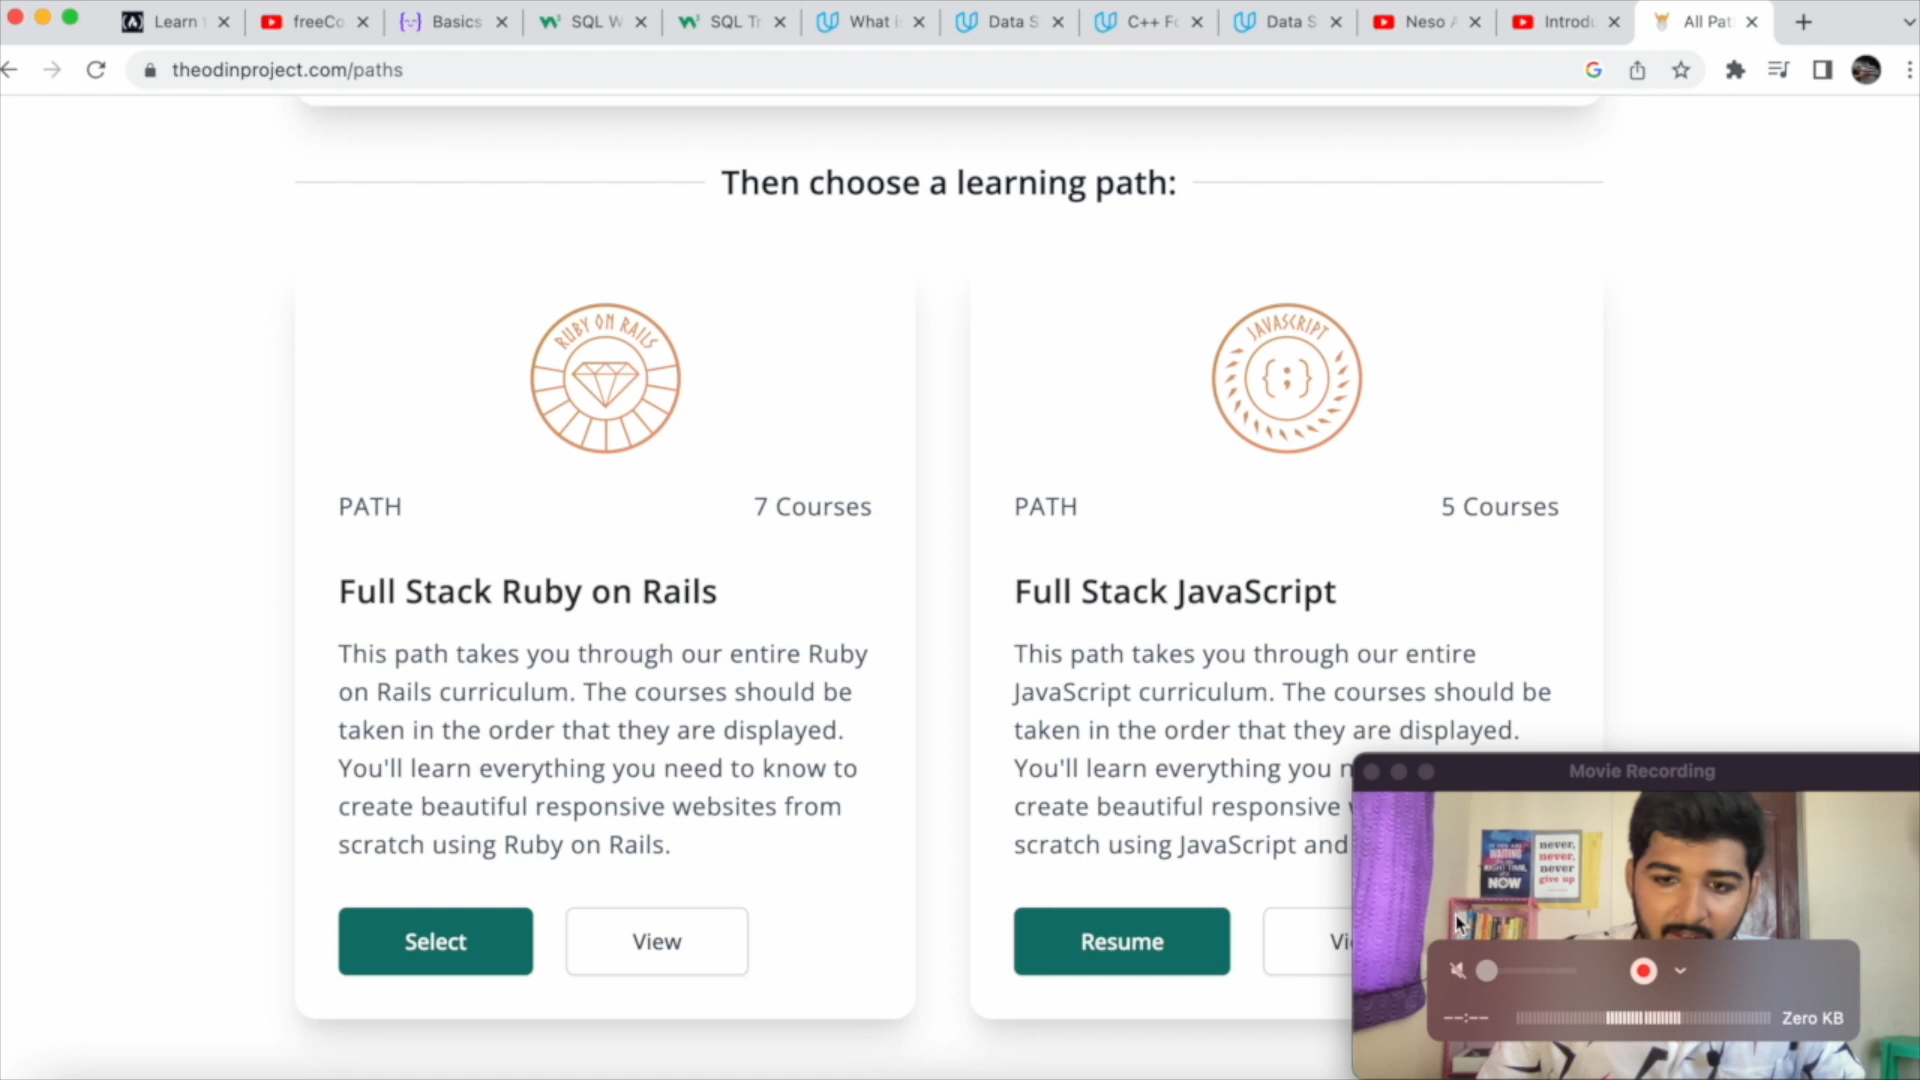 Learn
freeCo
Basics
SQL W
SQL Tr
What i
Data S
C++ Fo
Data S
Neso A
Introdu
All Pat
theodinproject.com/paths
Then choose a learning path:
RUBY ON RAILS
JAVASCRIPT
{;}
PATH
7 Courses
PATH
5 Courses
Full Stack Ruby on Rails
Full Stack JavaScript
This path takes you through our entire Ruby
on Rails curriculum. The courses should be
taken in the order that they are displayed.
You'll learn everything you need to know to
create beautiful responsive websites from
scratch using Ruby on Rails.
This path takes you through our entire
JavaScript curriculum. The courses should be
taken in the order that they are displayed.
You'll learn everything you n
create beautiful responsive
scratch using JavaScript and
Select
View
Resume
Vi
Movie Recording
IF YOU ARE
WAITING
RIGHT TIME,
NOW
never,
never,
never
give up
--:--
Zero KB